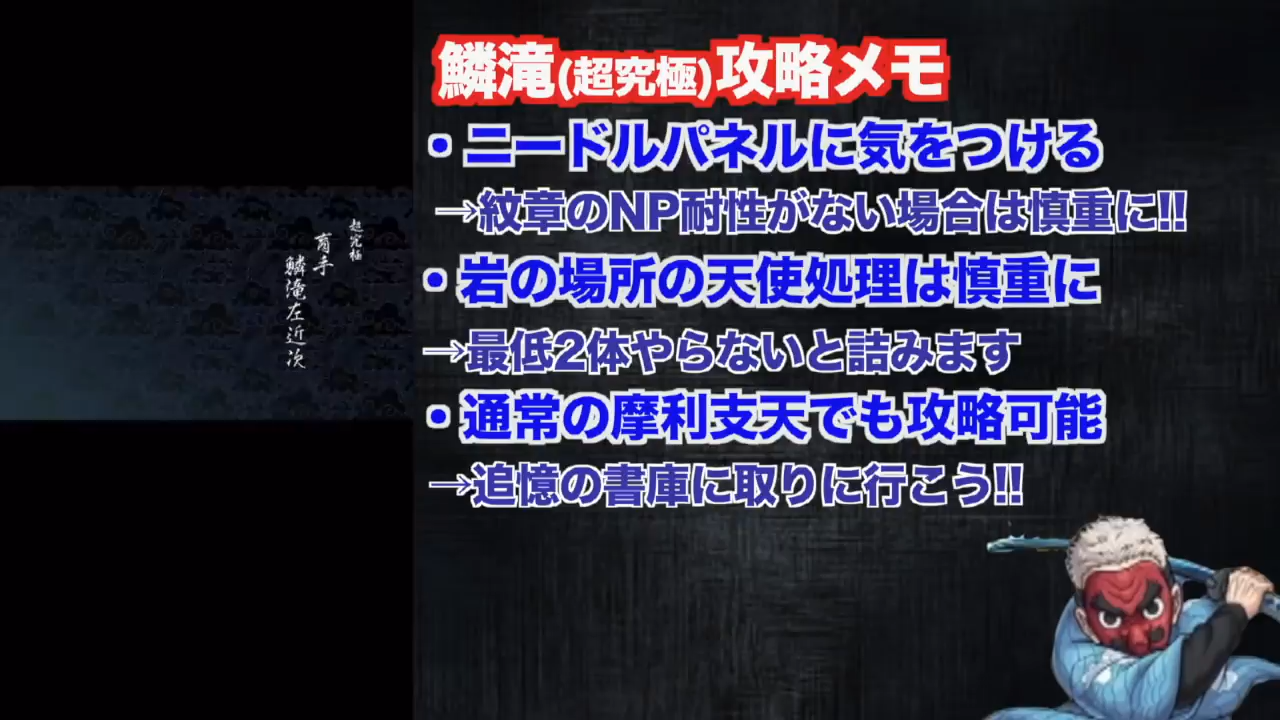 鱗滝(超究極)攻略メモ
・ニードルパネルに気をつける
→紋章のNP耐性がない場合は慎重に!!
・岩の場所の天使処理は慎重に
→最低2体やらないと詰みます
・通常の摩利支天でも攻略可能
→追憶の書庫に取りに行こう!!
超究極
育手
鱗滝左近次